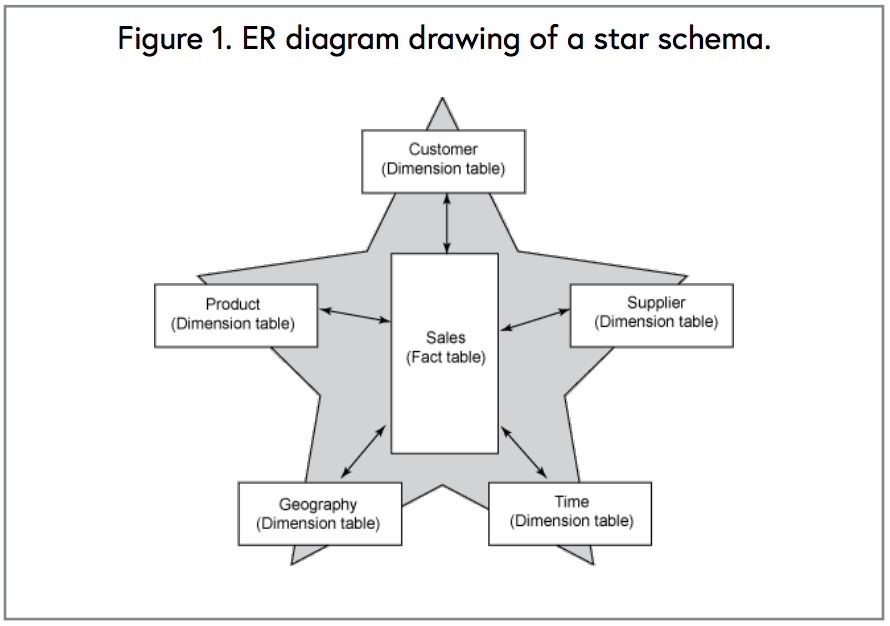 Figure 1. ER diagram drawing of a star schema.
Customer
(Dimension table)
Product
(Dimension table)
Supplier
(Dimension table)
Sales
(Fact table)
Geography
(Dimension table)
Time
(Dimension table)